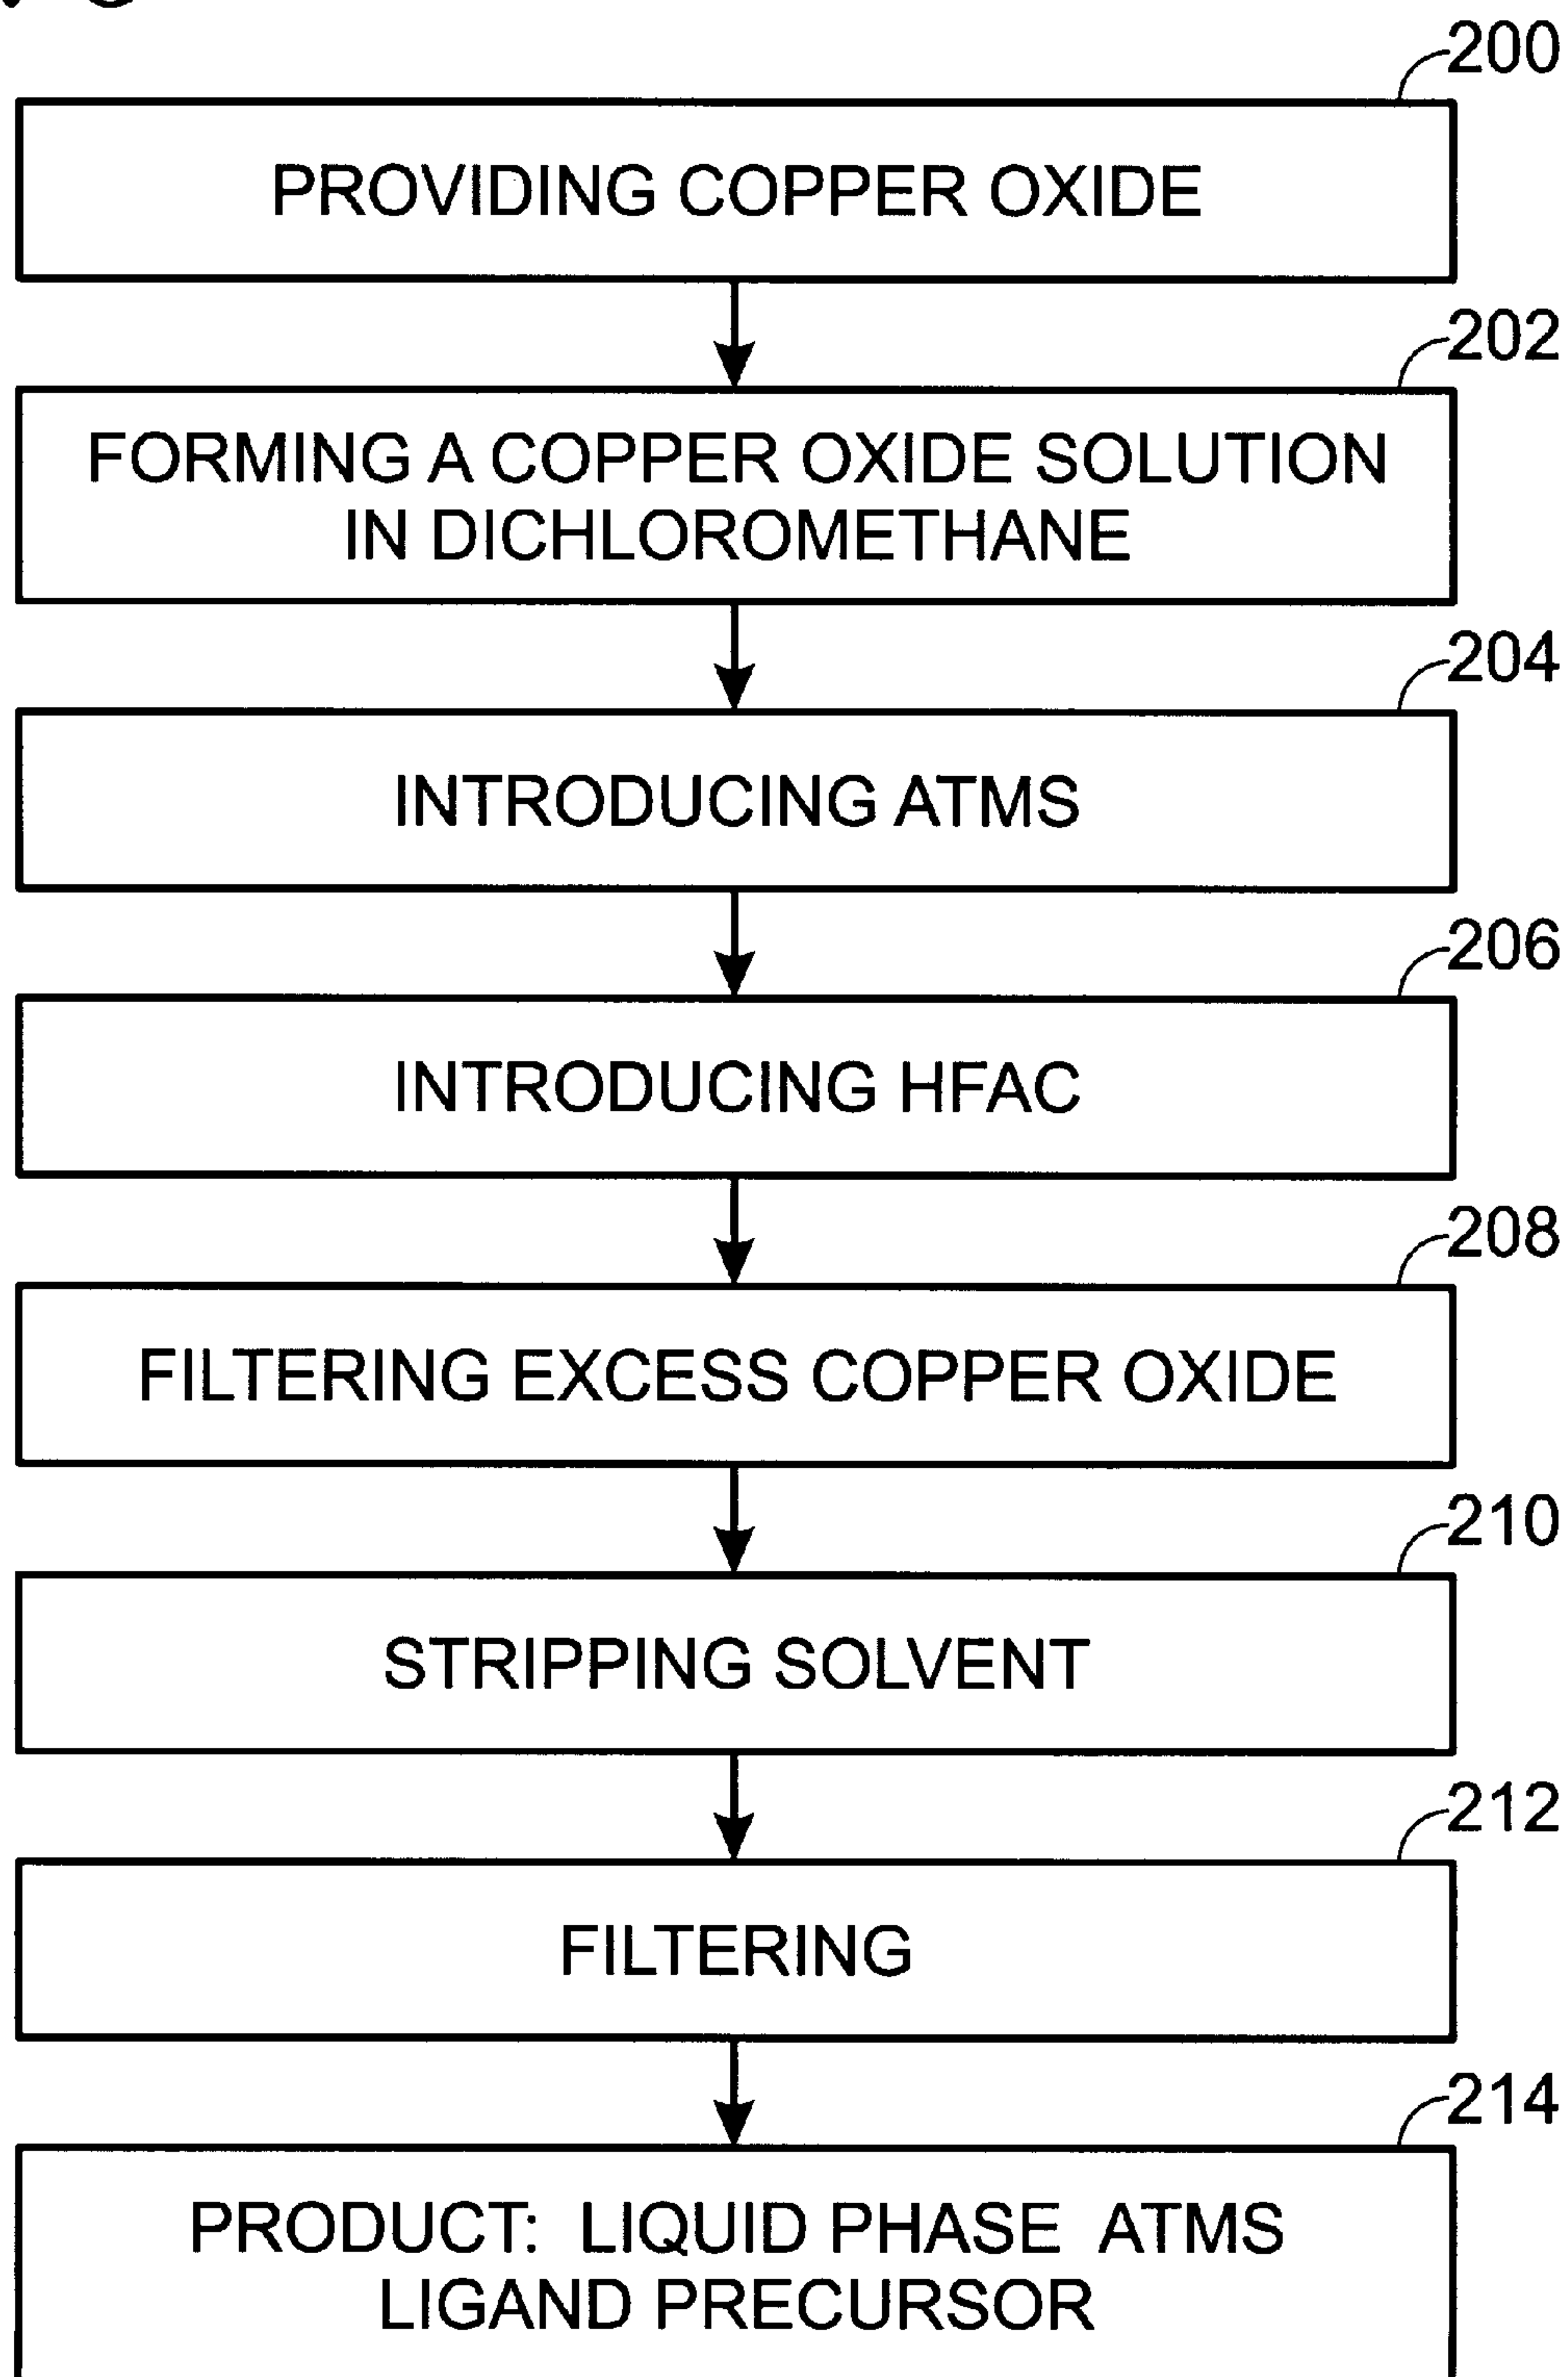 200
PROVIDING COPPER OXIDE
202
FORMING A COPPER OXIDE SOLUTION
IN DICHLOROMETHANE
204
INTRODUCING ATMS
206
INTRODUCING HFAC
208
FILTERING EXCESS COPPER OXIDE
210
STRIPPING SOLVENT
212
FILTERING
214
PRODUCT: LIQUID PHASE ATMS
LIGAND PRECURSOR